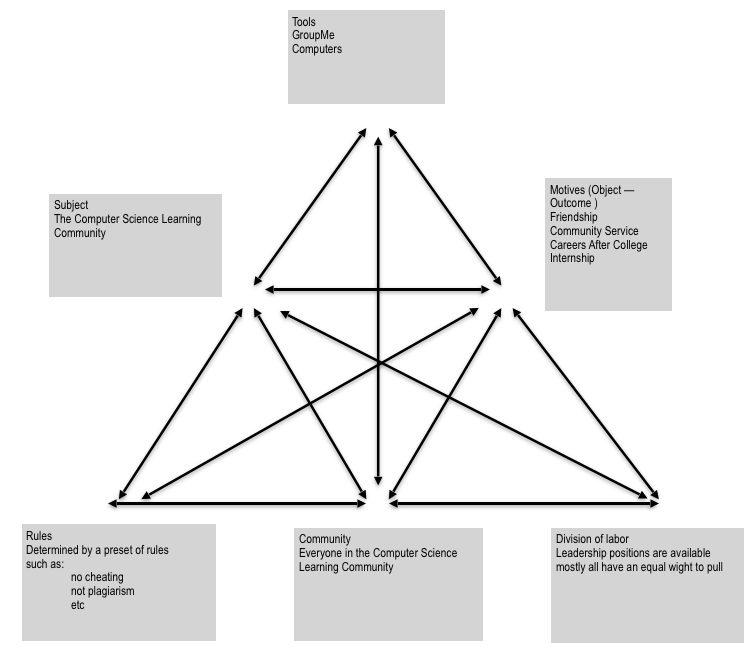 Tools
GroupMe
Computers
Subject
The Computer Science Learning
Community
Motives (Object —
Outcome )
Friendship
Community Service
Careers After College
Internship
Rules
Determined by a preset of rules
such as:
no cheating
not plagiarism
etc
Community
Everyone in the Computer Science
Learning Community
Division of labor
Leadership positions are available
mostly all have an equal wight to pull